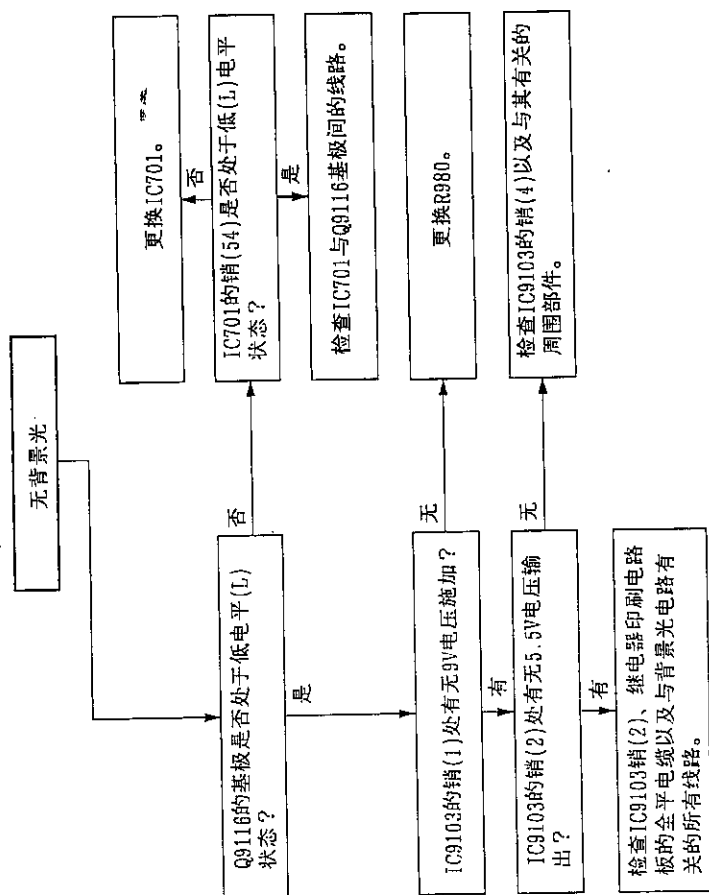 无背景光
Q9116的基极是否处于低电平(L)
状态？
否
IC701的销(54)是否处于低(L)电平
状态？
否
更换IC701。
是
检查IC701与Q9116基极间的线路。
是
IC9103的销(1)处有无9V电压施加？
无
更换R980。
有
IC9103的销(2)处有无5.5V电压输
出？
无
检查IC9103的销(4)以及与其有关的
周围部件。
有
检查IC9103销(2)、继电器印刷电路
板的全平电缆以及与背景光电路有
关的所有线路。